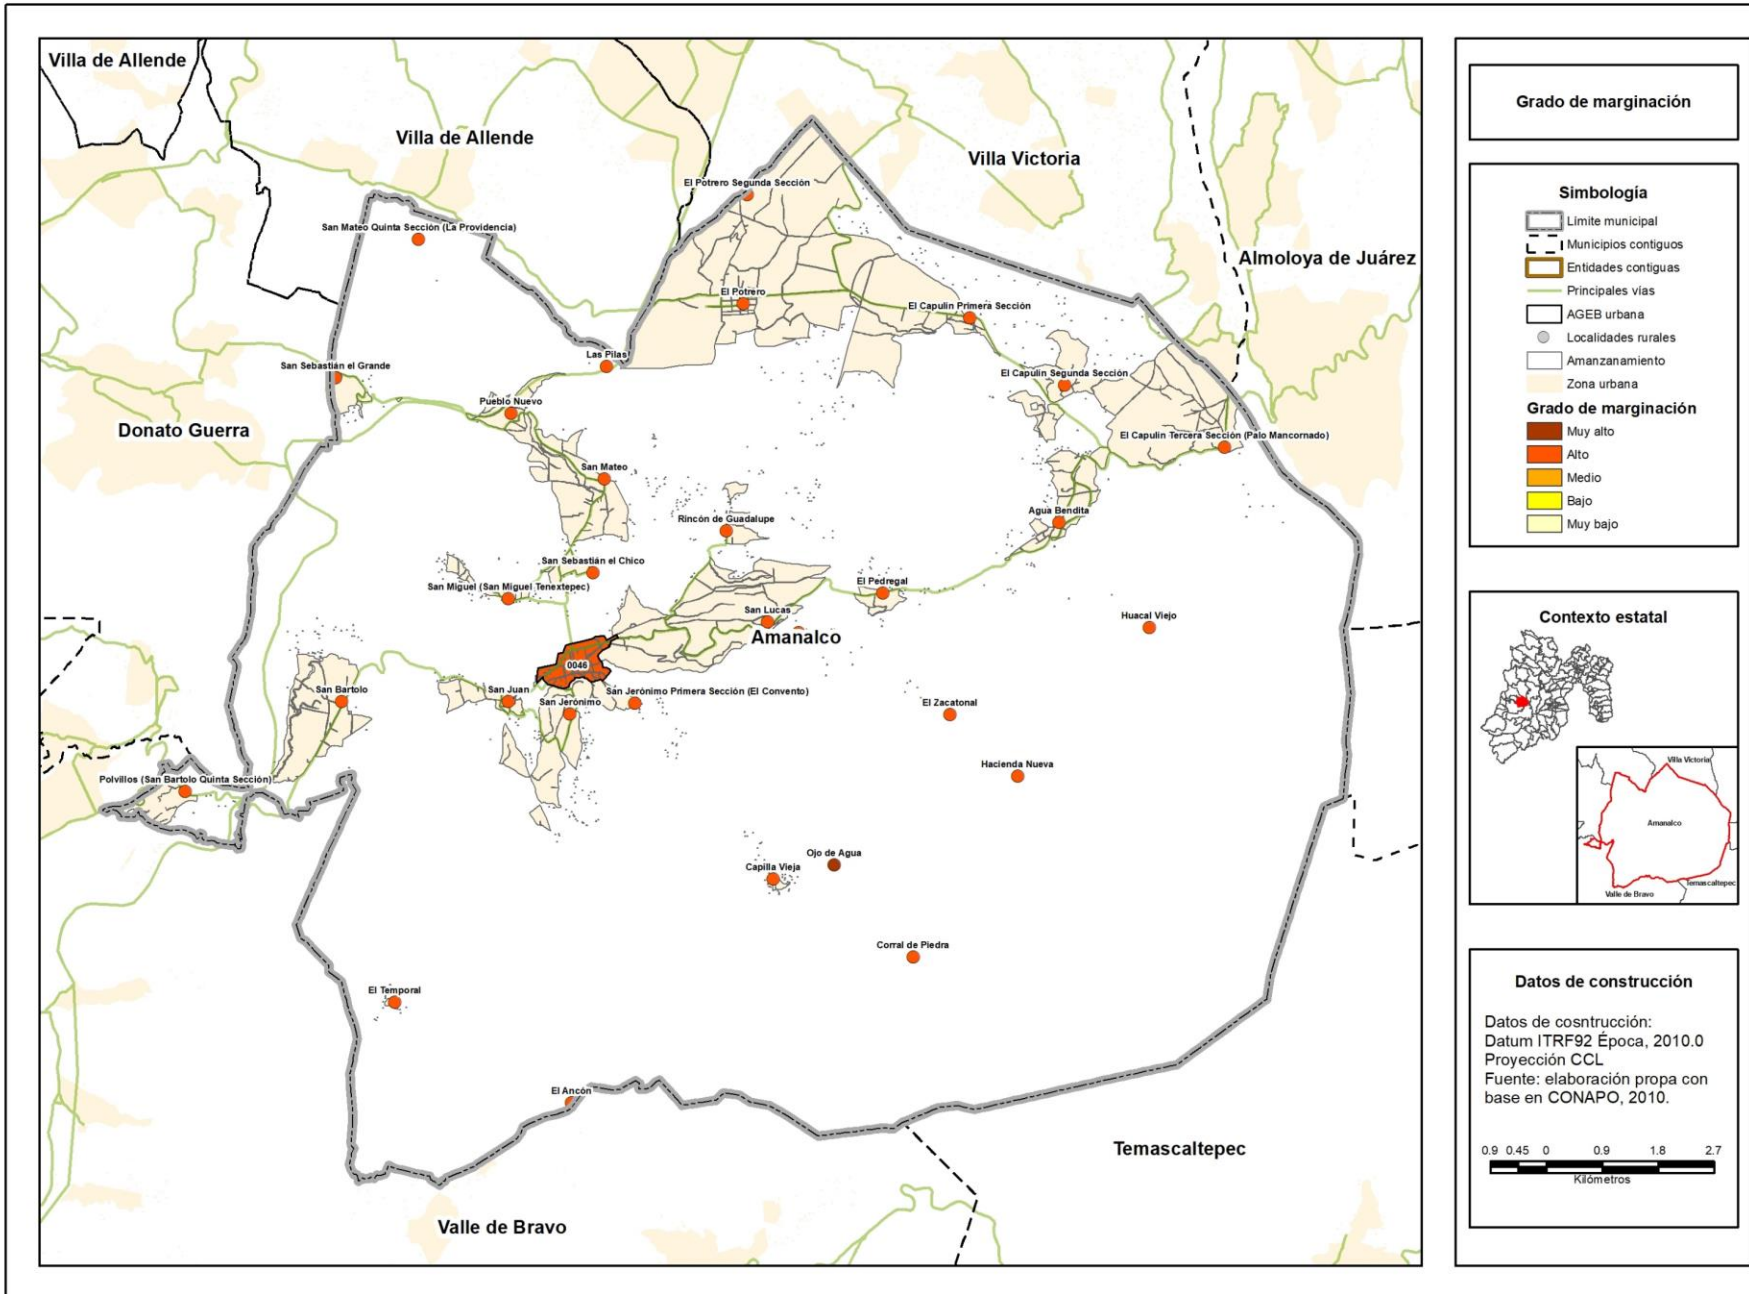 Villa de Allende
Villa de Allende
Villa Victoria
El Potrero Segunda Sección
San Mateo Quinta Sección (La Providencia)
Almoloya de Juárez
El Potrero
El Capulin Primera Sección
Las Pilas
San Sebastián el Grande
El Capulin Segunda Sección
Pueblo Nuevo
Donato Guerra
El Capulin Tercera Sección (Palo Mancornado)
San Mateo
Agua Bendita
Rincón de Guadalupe
San Sebastián el Chico
San Miguel (San Miguel Tenextepec)
El Pedregal
San Lucas
Huacal Viejo
Amanalco
0046
San Bartolo
San Juan
San Jerónimo Primera Sección (El Convento)
San Jerónimo
El Zacatonal
Hacienda Nueva
Polvillos (San Bartolo Quinta Sección)
Ojo de Agua
Capilla Vieja
Corral de Piedra
El Temporal
El Ancón
Temascaltepec
Valle de Bravo
Grado de marginación
Simbología
Límite municipal
Municipios contiguos
Entidades contiguas
Principales vías
AGEB urbana
Localidades rurales
Amanzanamiento
Zona urbana
Grado de marginación
Muy alto
Alto
Medio
Bajo
Muy bajo
Contexto estatal
Villa Victoria
Amanalco
Temascaltepec
Valle de Bravo
Datos de construcción
Datos de cosntrucción:
Datum ITRF92 Época, 2010.0
Proyección CCL
Fuente: elaboración propa con
base en CONAPO, 2010.
0.9 0.45 0 0.9 1.8 2.7
Kilómetros